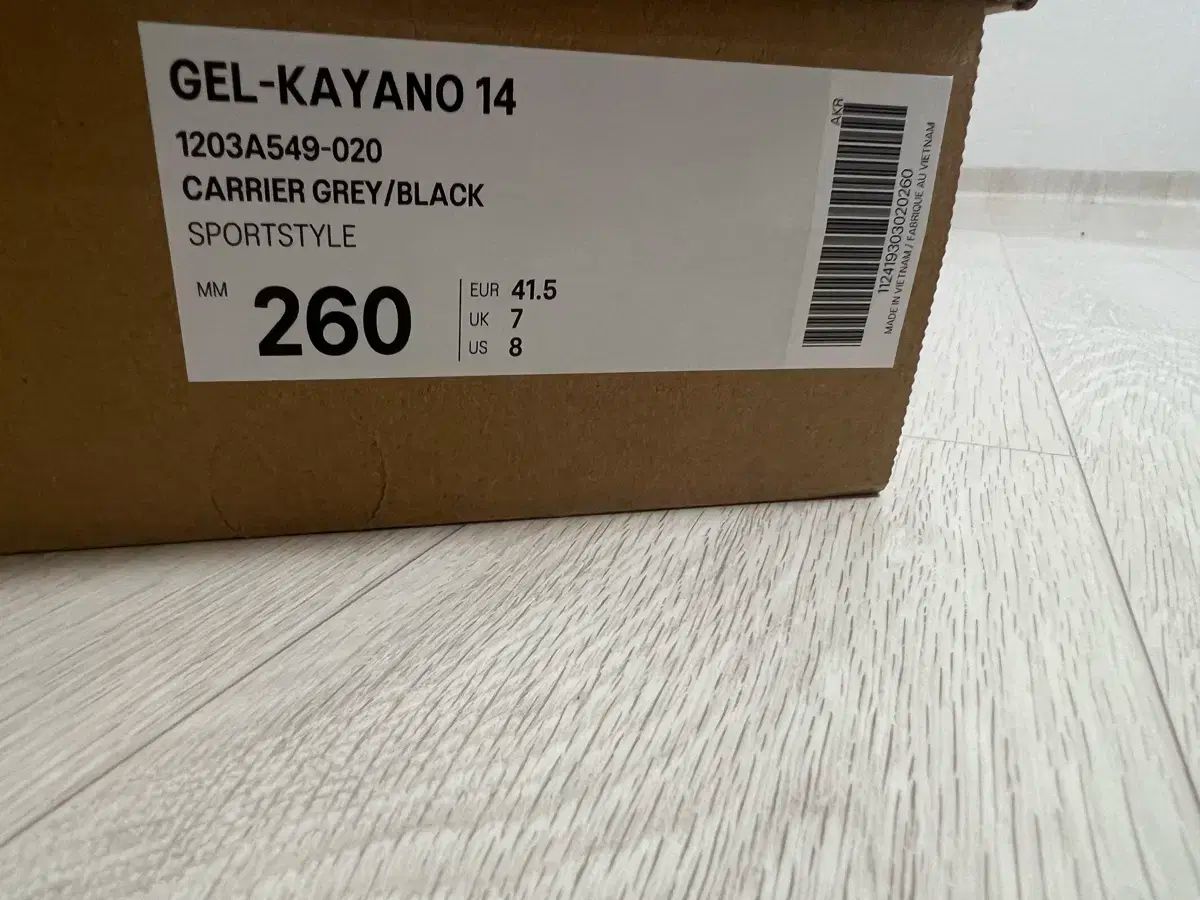 GEL-KAYANO 14
1203A549-020
CARRIER GREY/BLACK
SPORTSTYLE
MM 260
EUR 41.5
UK 7
US 8
AKR
11241930302020260
MADE IN VIETNAM / FABRIQUE AU VIETNAM